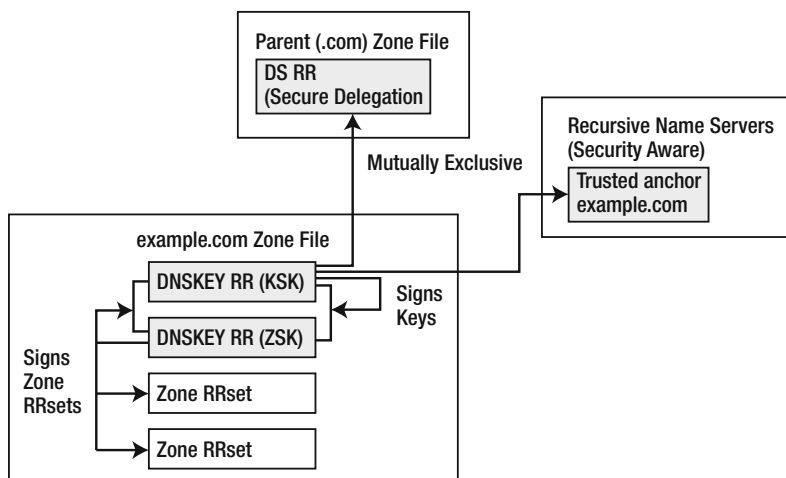 Parent (.com) Zone File
DS RR
(Secure Delegation
Recursive Name Servers
(Security Aware)
Trusted anchor
example.com
Mutually Exclusive
example.com Zone File
DNSKEY RR (KSK)
Signs
Keys
DNSKEY RR (ZSK)
Signs
Zone
RRsets
Zone RRset
Zone RRset